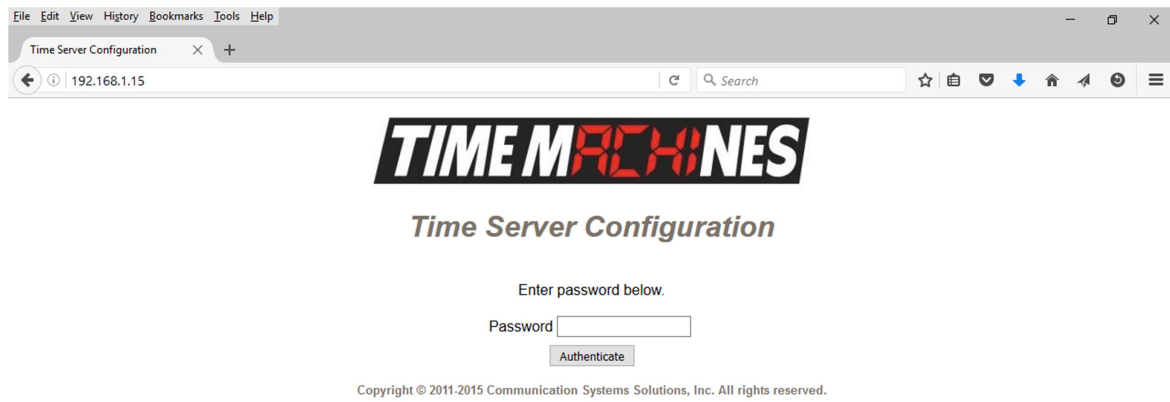 File Edit View History Bookmarks Tools Help
Time Server Configuration
192.168.1.15
Search
TIME MACHINES
Time Server Configuration
Enter password below.
Password
Authenticate
Copyright © 2011-2015 Communication Systems Solutions, Inc. All rights reserved.